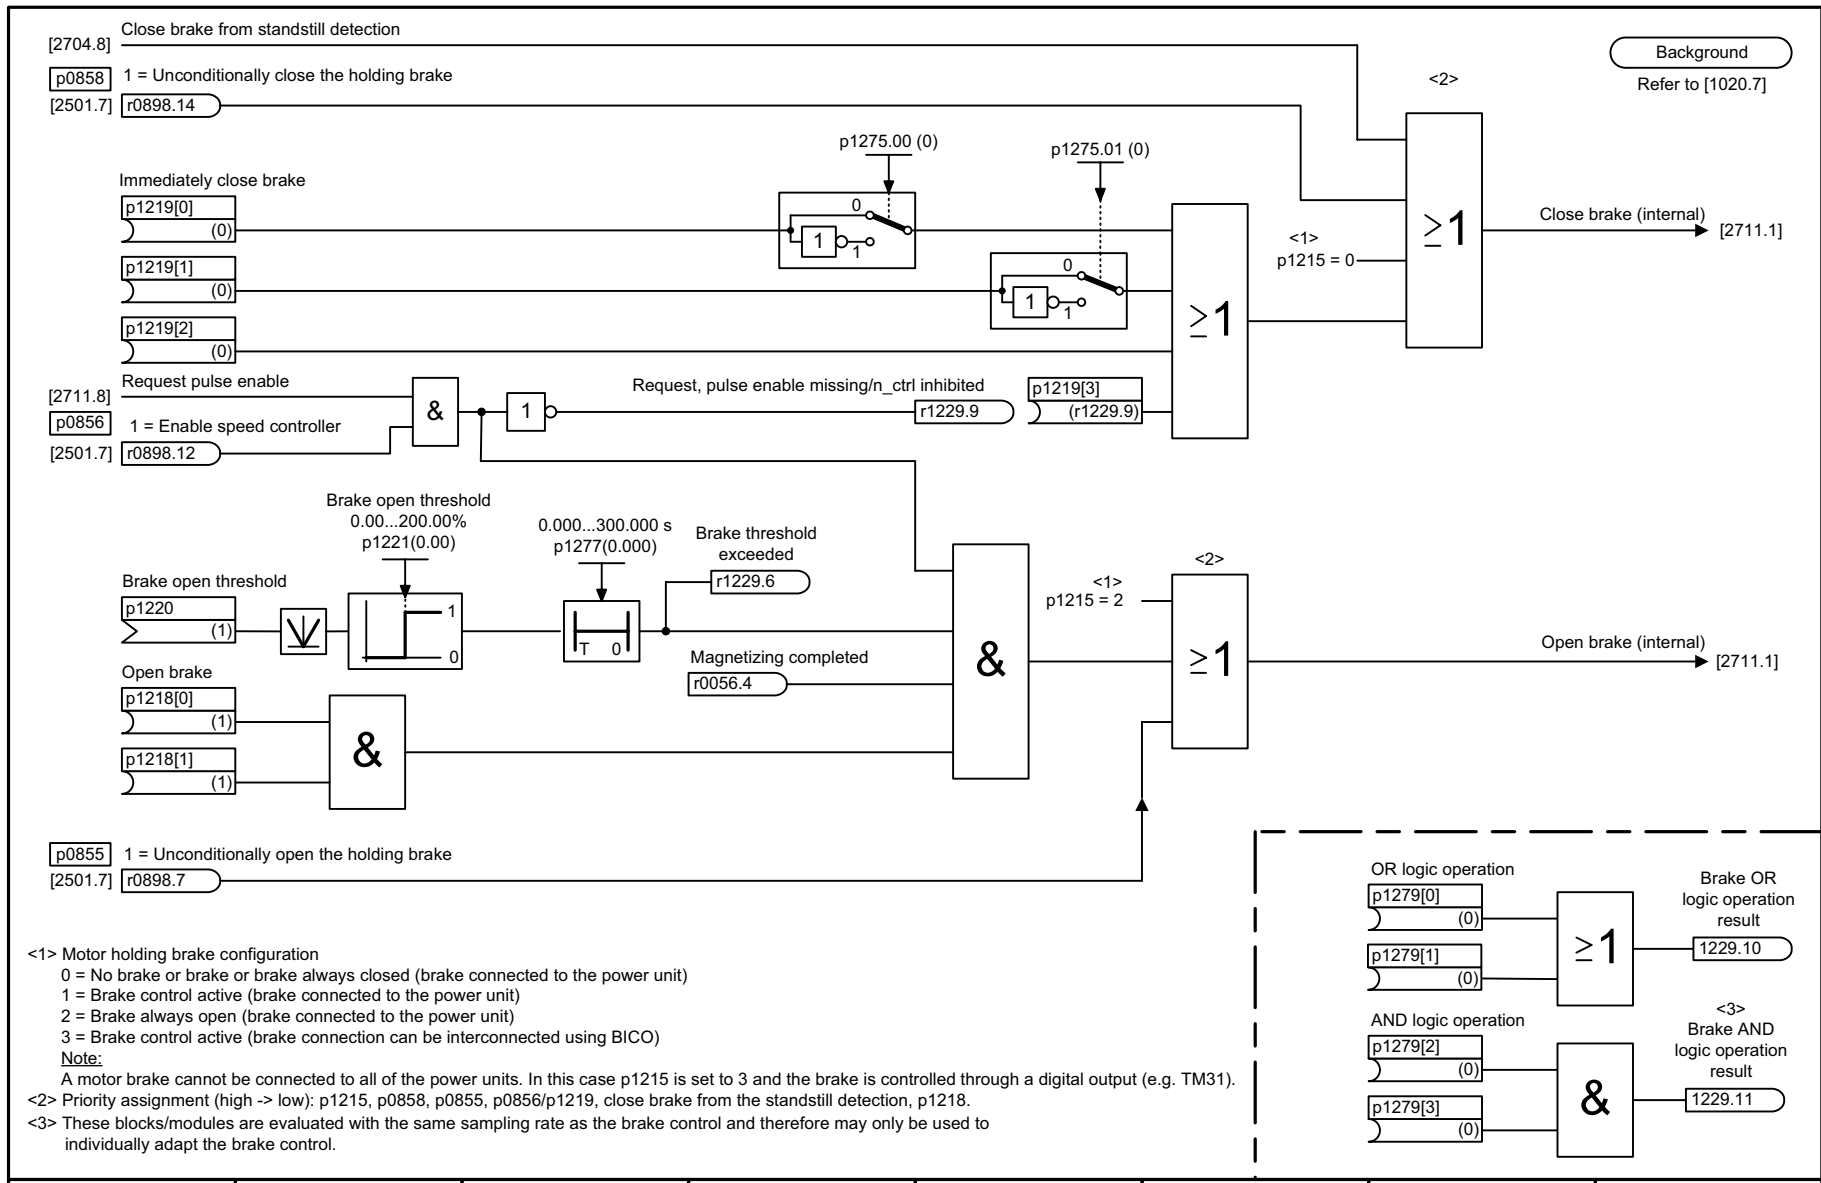 Close brake from standstill detection
[2704.8]
Background
p0858 1 = Unconditionally close the holding brake
<2>
Refer to [1020.7]
[2501.7] r0898.14
p1275.00 (0)
p1275.01 (0)
Immediately close brake
p1219[0]
(0)
0
1
1
Close brake (internal)
[2711.1]
≥1
<1>
p1215 = 0
p1219[1]
(0)
0
1
1
p1219[2]
(0)
≥1
Request pulse enable
[2711.8]
p0856 1 = Enable speed controller
[2501.7] r0898.12
&
1
Request, pulse enable missing/n_ctrl inhibited
r1229.9
p1219[3]
(r1229.9)
Brake open threshold
0.00...200.00%
p1221(0.00)
0.000...300.000 s
p1277(0.000)
Brake threshold
exceeded
r1229.6
<2>
Brake open threshold
p1220
(1)
1
0
T 0
<1>
p1215 = 2
Magnetizing completed
r0056.4
&
≥1
Open brake (internal)
[2711.1]
Open brake
p1218[0]
(1)
p1218[1]
(1)
&
p0855 1 = Unconditionally open the holding brake
[2501.7] r0898.7
OR logic operation
p1279[0]
(0)
p1279[1]
(0)
≥1
Brake OR
logic operation
result
1229.10
AND logic operation
p1279[2]
(0)
p1279[3]
(0)
&
<3>
Brake AND
logic operation
result
1229.11
<1> Motor holding brake configuration
0 = No brake or brake or brake always closed (brake connected to the power unit)
1 = Brake control active (brake connected to the power unit)
2 = Brake always open (brake connected to the power unit)
3 = Brake control active (brake connection can be interconnected using BICO)
Note:
A motor brake cannot be connected to all of the power units. In this case p1215 is set to 3 and the brake is controlled through a digital output (e.g. TM31).
<2> Priority assignment (high -> low): p1215, p0858, p0855, p0856/p1219, close brake from the standstill detection, p1218.
<3> These blocks/modules are evaluated with the same sampling rate as the brake control and therefore may only be used to
individually adapt the brake control.